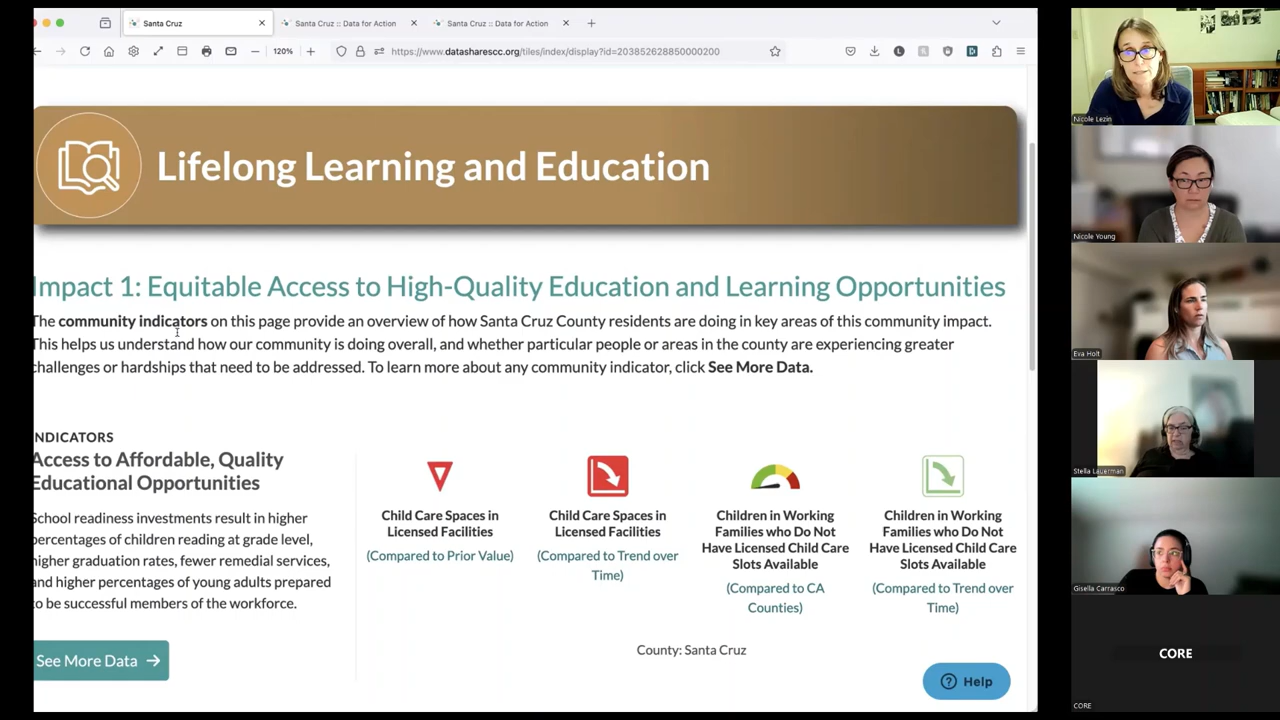 Santa Cruz
Santa Cruz :: Data for Action
Santa Cruz :: Data for Action
120%
https://www.datasharescc.org/tiles/index/display?id=203852628850000200
Lifelong Learning and Education
Impact 1: Equitable Access to High-Quality Education and Learning Opportunities
The community indicators on this page provide an overview of how Santa Cruz County residents are doing in key areas of this community impact.
This helps us understand how our community is doing overall, and whether particular people or areas in the county are experiencing greater
challenges or hardships that need to be addressed. To learn more about any community indicator, click See More Data.
INDICATORS
Access to Affordable, Quality
Educational Opportunities
School readiness investments result in higher
percentages of children reading at grade level,
higher graduation rates, fewer remedial services,
and higher percentages of young adults prepared
to be successful members of the workforce.
See More Data
Child Care Spaces in
Licensed Facilities
(Compared to Prior Value)
Child Care Spaces in
Licensed Facilities
(Compared to Trend over
Time)
Children in Working
Families who Do Not
Have Licensed Child Care
Slots Available
(Compared to CA
Counties)
Children in Working
Families who Do Not
Have Licensed Child Care
Slots Available
(Compared to Trend over
Time)
County: Santa Cruz
Help
Nicole Lezin
Nicole Young
Eva Holt
Stella Lauerman
Gisella Carrasco
CORE
CORE